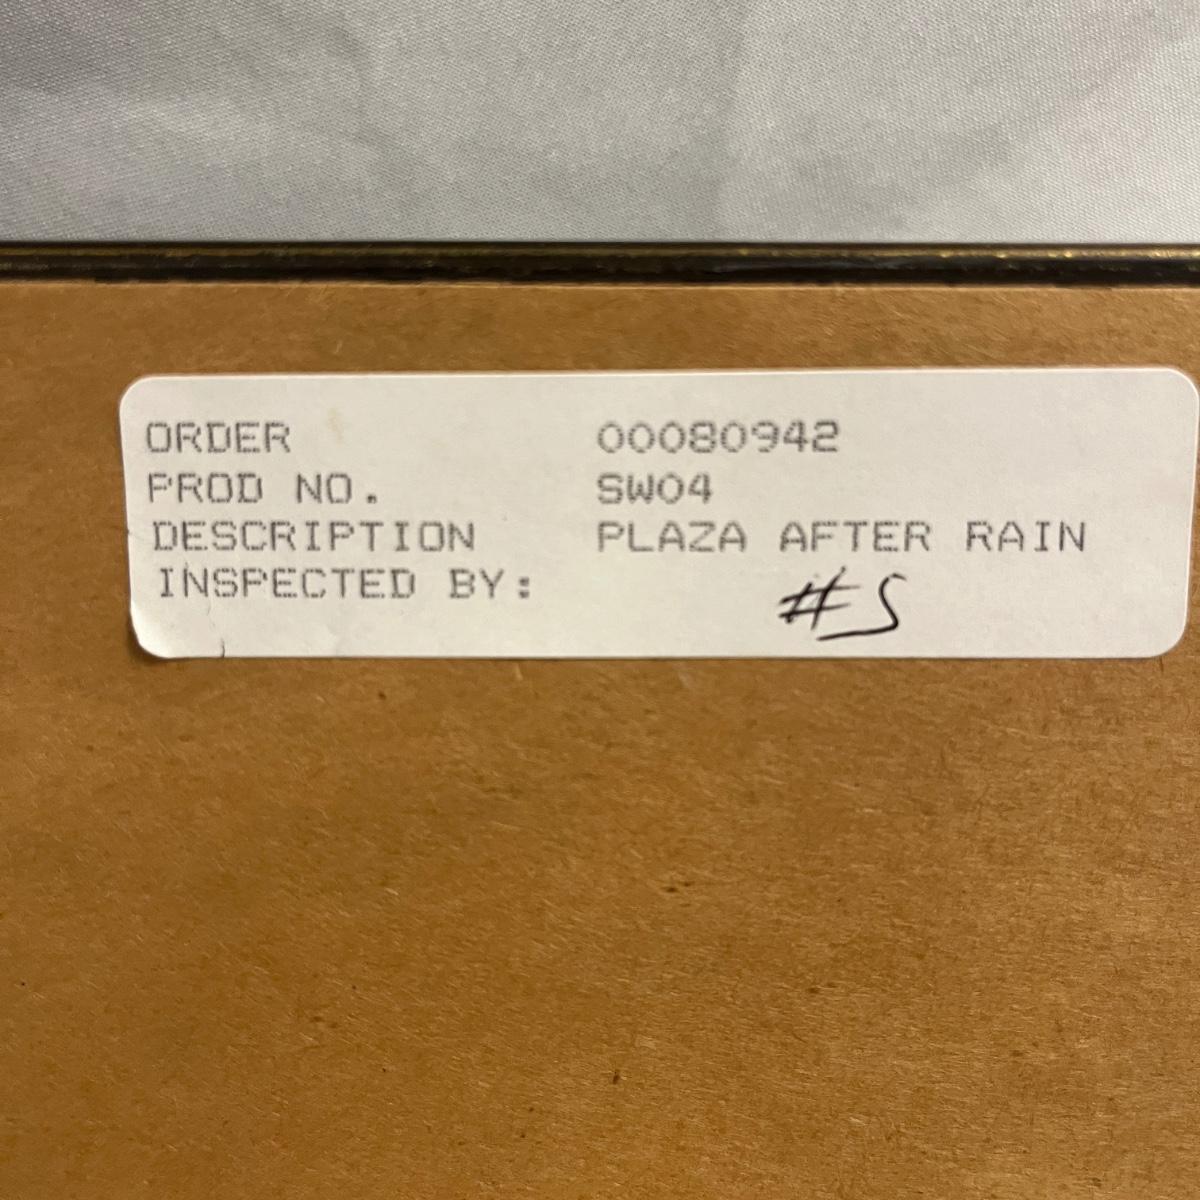 ORDER 00080942
PROD NO. SW04
DESCRIPTION PLAZA AFTER RAIN
INSPECTED BY: #5